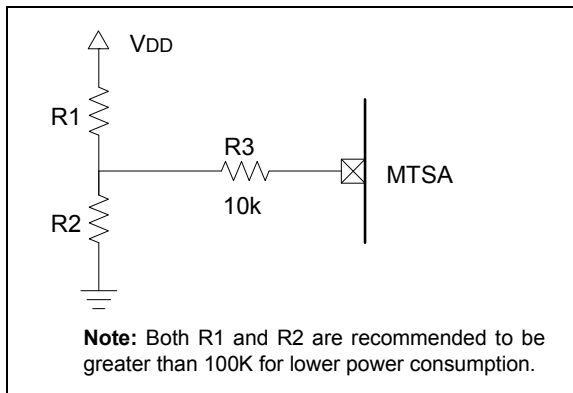 VDD
R1
R3
MTSA
10k
R2
Note: Both R1 and R2 are recommended to be
greater than 100K for lower power consumption.